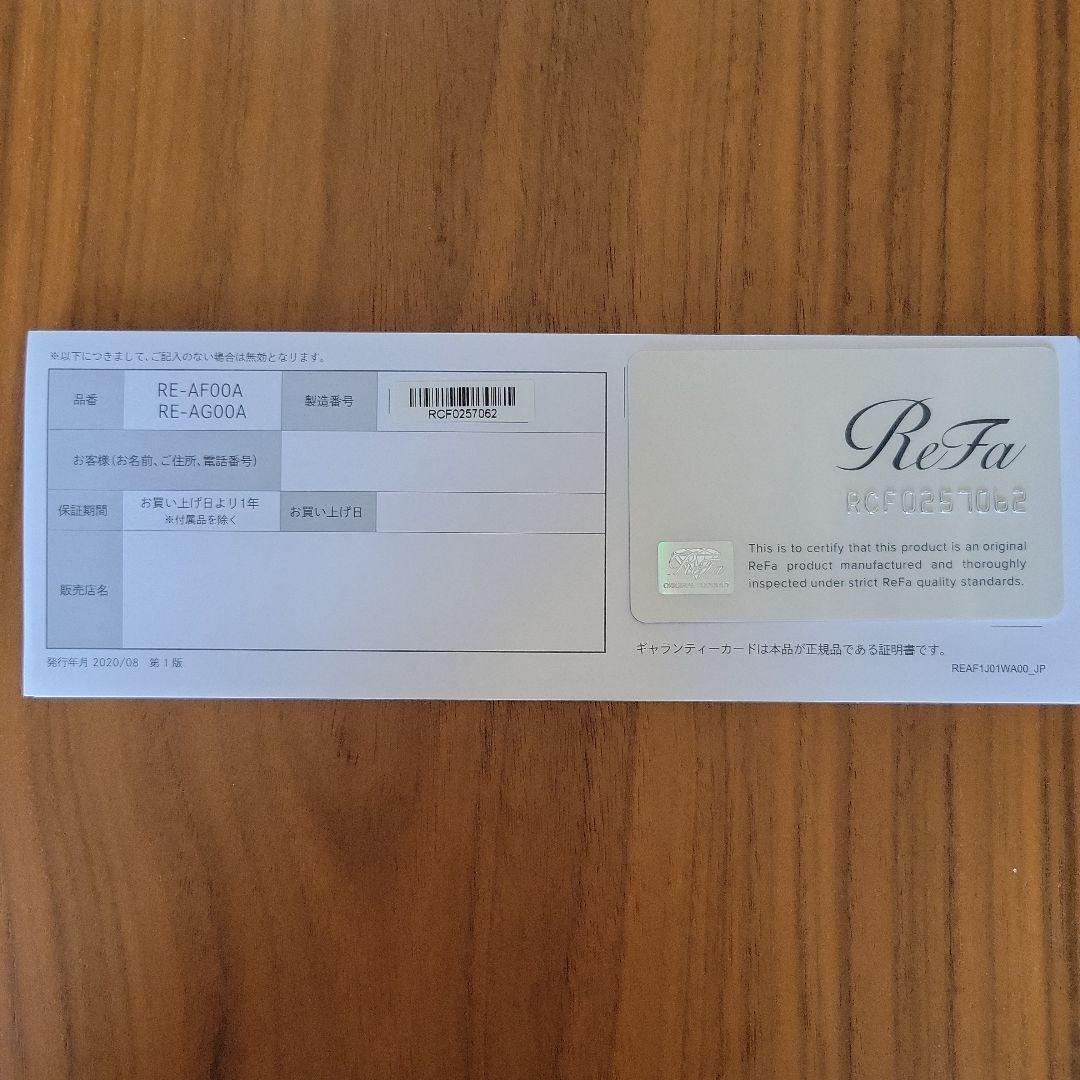 ※以下につきまして、ご記入のない場合は無効となります。
品番
RE-AF00A
RE-AG00A
製造番号
RCF0257062
お客様(お名前、ご住所、電話番号)
保証期間
お買い上げ日より1年
※付属品を除く
お買い上げ日
販売店名
発行年月 2020/08 第1版
ReFa
RCF0257062
ReFa
This is to certify that this product is an original
ReFa product manufactured and thoroughly
inspected under strict ReFa quality standards.
ギャランティーカードは本品が正規品である証明書です。
REAF1J01WA00_JP